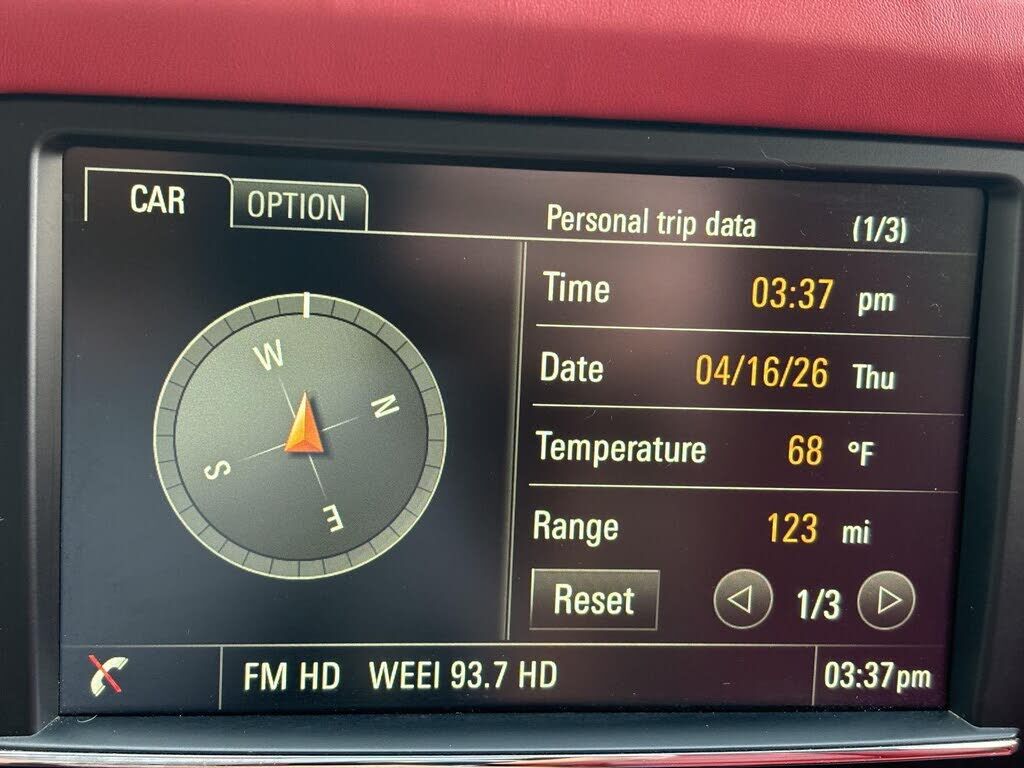 CAR
OPTION
Personal trip data (1/3)
Time 03:37 pm
Date 04/16/26 Thu
Temperature 68 °F
Range 123 mi
W
N
S
E
Reset 1/3
FM HD WEEI 93.7 HD 03:37pm